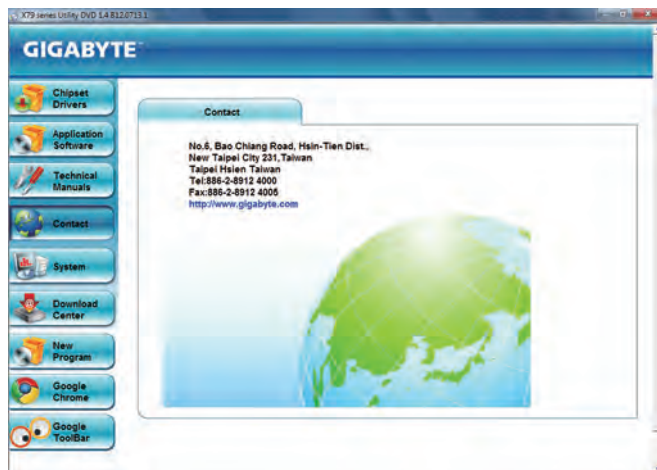 X79 series Utility DVD 1.4 B12.0713.1
GIGABYTE™
Chipset
Drivers
Application
Software
Technical
Manuals
Contact
System
Download
Center
New
Program
Google
Chrome
Google
ToolBar
Contact
No.6, Bao Chiang Road, Hsin-Tien Dist.,
New Taipei City 231,Taiwan
Taipei Hsien Taiwan
Tel:886-2-8912 4000
Fax:886-2-8912 4005
http://www.gigabyte.com